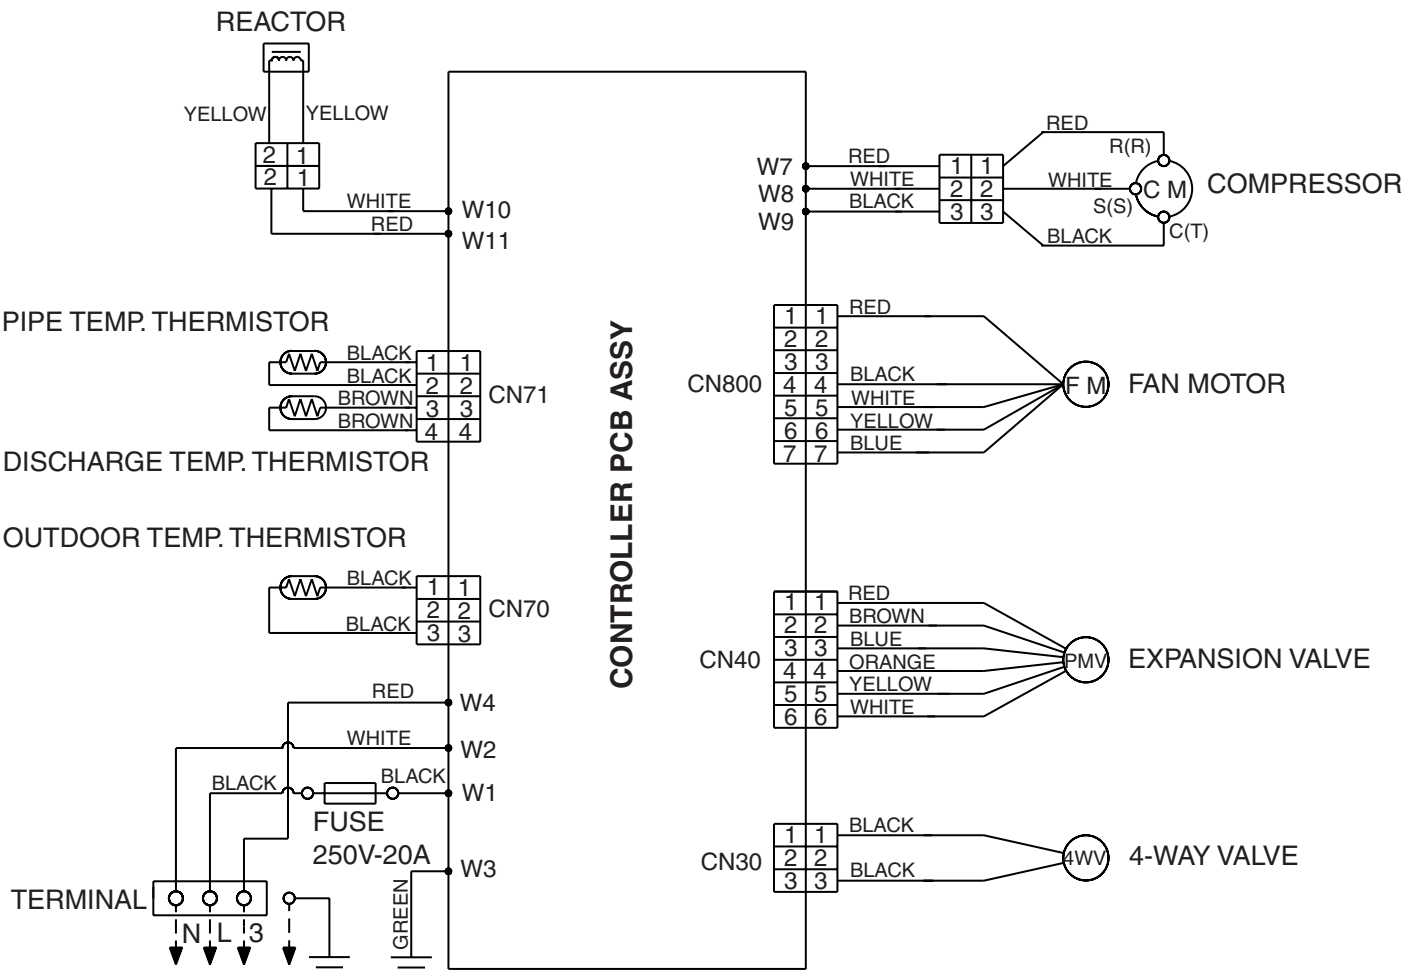 REACTOR
YELLOW YELLOW
2 1
2 1
WHITE W10
RED W11
PIPE TEMP. THERMISTOR
BLACK 1 1
BLACK 2 2
BROWN 3 3
BROWN 4 4
CN71
DISCHARGE TEMP. THERMISTOR
OUTDOOR TEMP. THERMISTOR
BLACK 1 1
2 2
BLACK 3 3
CN70
RED W4
WHITE W2
BLACK BLACK W1
FUSE
250V-20A
W3
GREEN
TERMINAL
N L 3
CONTROLLER PCB ASSY
W7 RED 1 1 RED R(R)
W8 WHITE 2 2 WHITE S(S)
W9 BLACK 3 3 BLACK C(T)
C M COMPRESSOR
CN800
1 1 RED
2 2
3 3
4 4 BLACK
5 5 WHITE
6 6 YELLOW
7 7 BLUE
F M FAN MOTOR
CN40
1 1 RED
2 2 BROWN
3 3 BLUE
4 4 ORANGE
5 5 YELLOW
6 6 WHITE
PMV EXPANSION VALVE
CN30
1 1 BLACK
2 2
3 3 BLACK
4WV 4-WAY VALVE